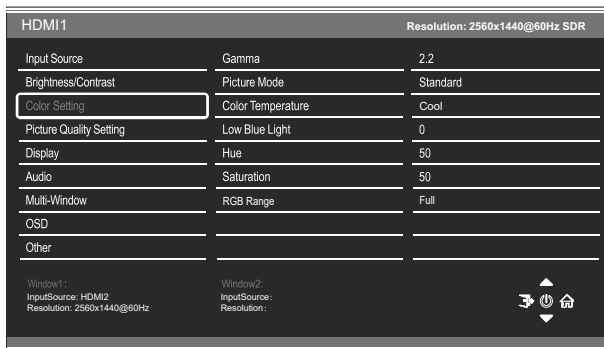 HDMI1 Resolution: 2560x1440@60Hz SDR
Input Source Gamma 2.2
Brightness/Contrast Picture Mode Standard
Color Setting Color Temperature Cool
Picture Quality Setting Low Blue Light 0
Display Hue 50
Audio Saturation 50
Multi-Window RGB Range Full
OSD
Other
Window1: Window2:
InputSource: HDMI2 InputSource:
Resolution: 2560x1440@60Hz Resolution: